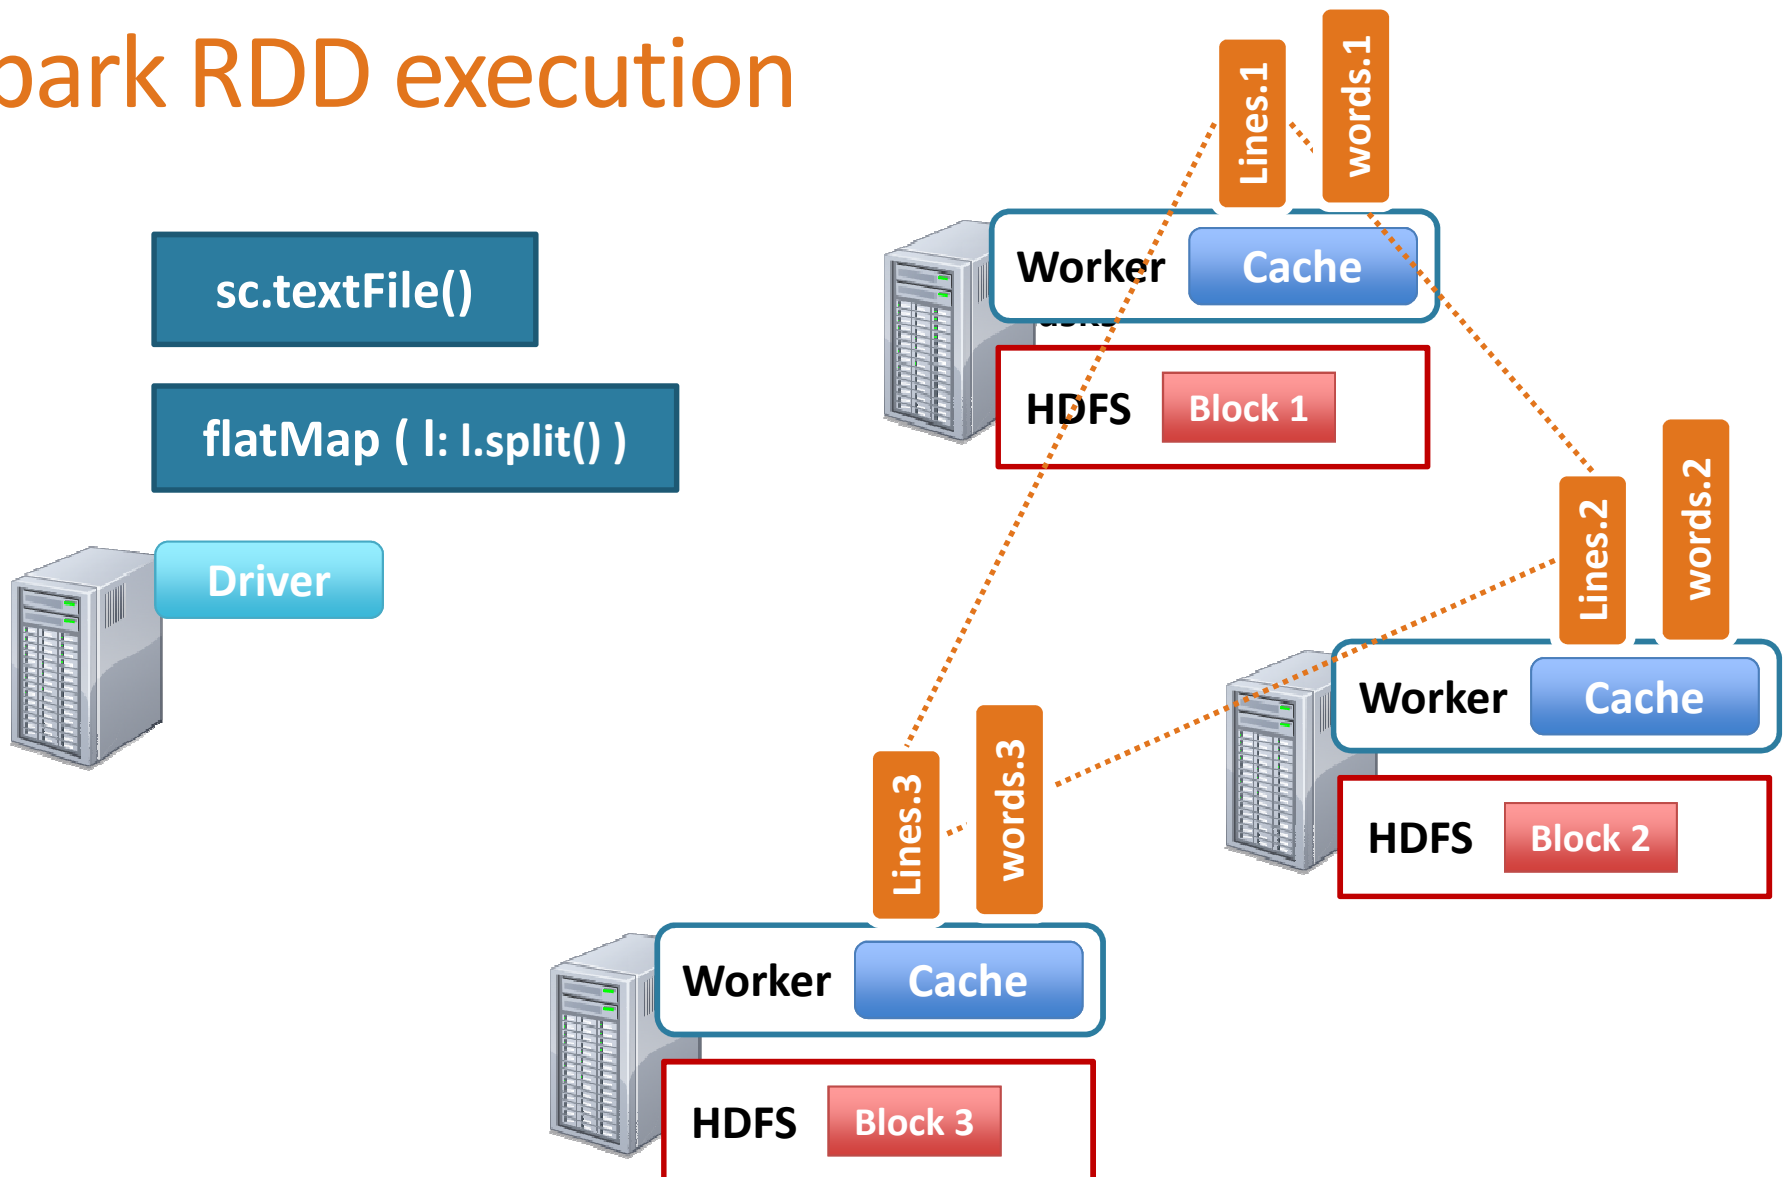 park RDD execution
sc.textFile()
flatMap ( l: l.split() )
Driver
Lines.1
words.1
Worker
Cache
HDFS
Block 1
Lines.2
words.2
Worker
Cache
HDFS
Block 2
Lines.3
words.3
Worker
Cache
HDFS
Block 3